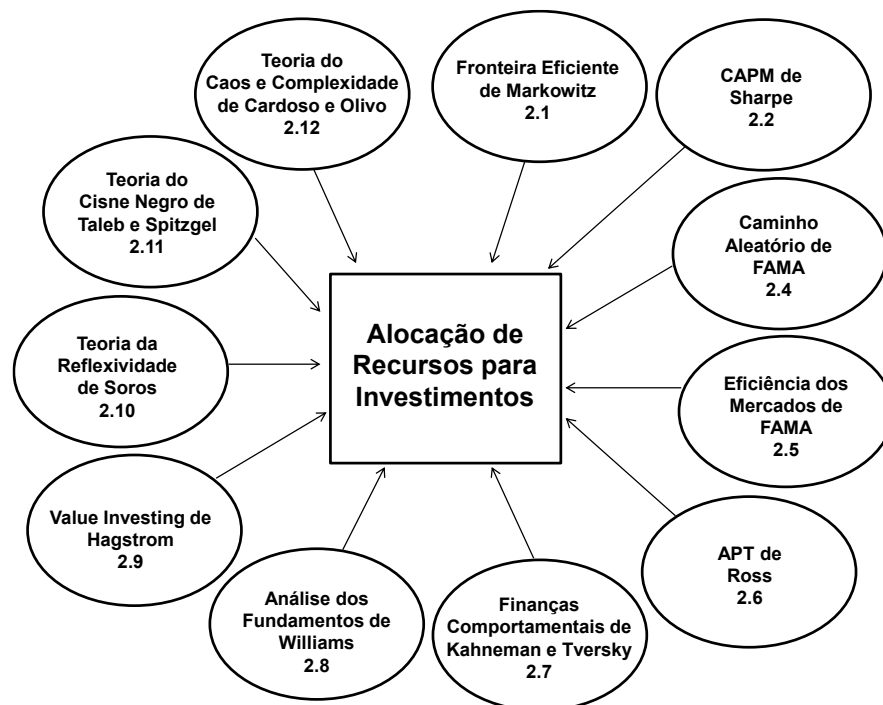 Teoria do
Caos e Complexidade
de Cardoso e Olivo
2.12
Fronteira Eficiente
de Markowitz
2.1
CAPM de
Sharpe
2.2
Teoria do
Cisne Negro de
Taleb e Spitzgel
2.11
Caminho
Aleatório de
FAMA
2.4
Alocação de
Recursos para
Investimentos
Teoria da
Reflexividade
de Soros
2.10
Eficiência dos
Mercados de
FAMA
2.5
Value Investing de
Hagstrom
2.9
APT de
Ross
2.6
Análise dos
Fundamentos de
Williams
2.8
Finanças
Comportamentais de
Kahneman e Tversky
2.7